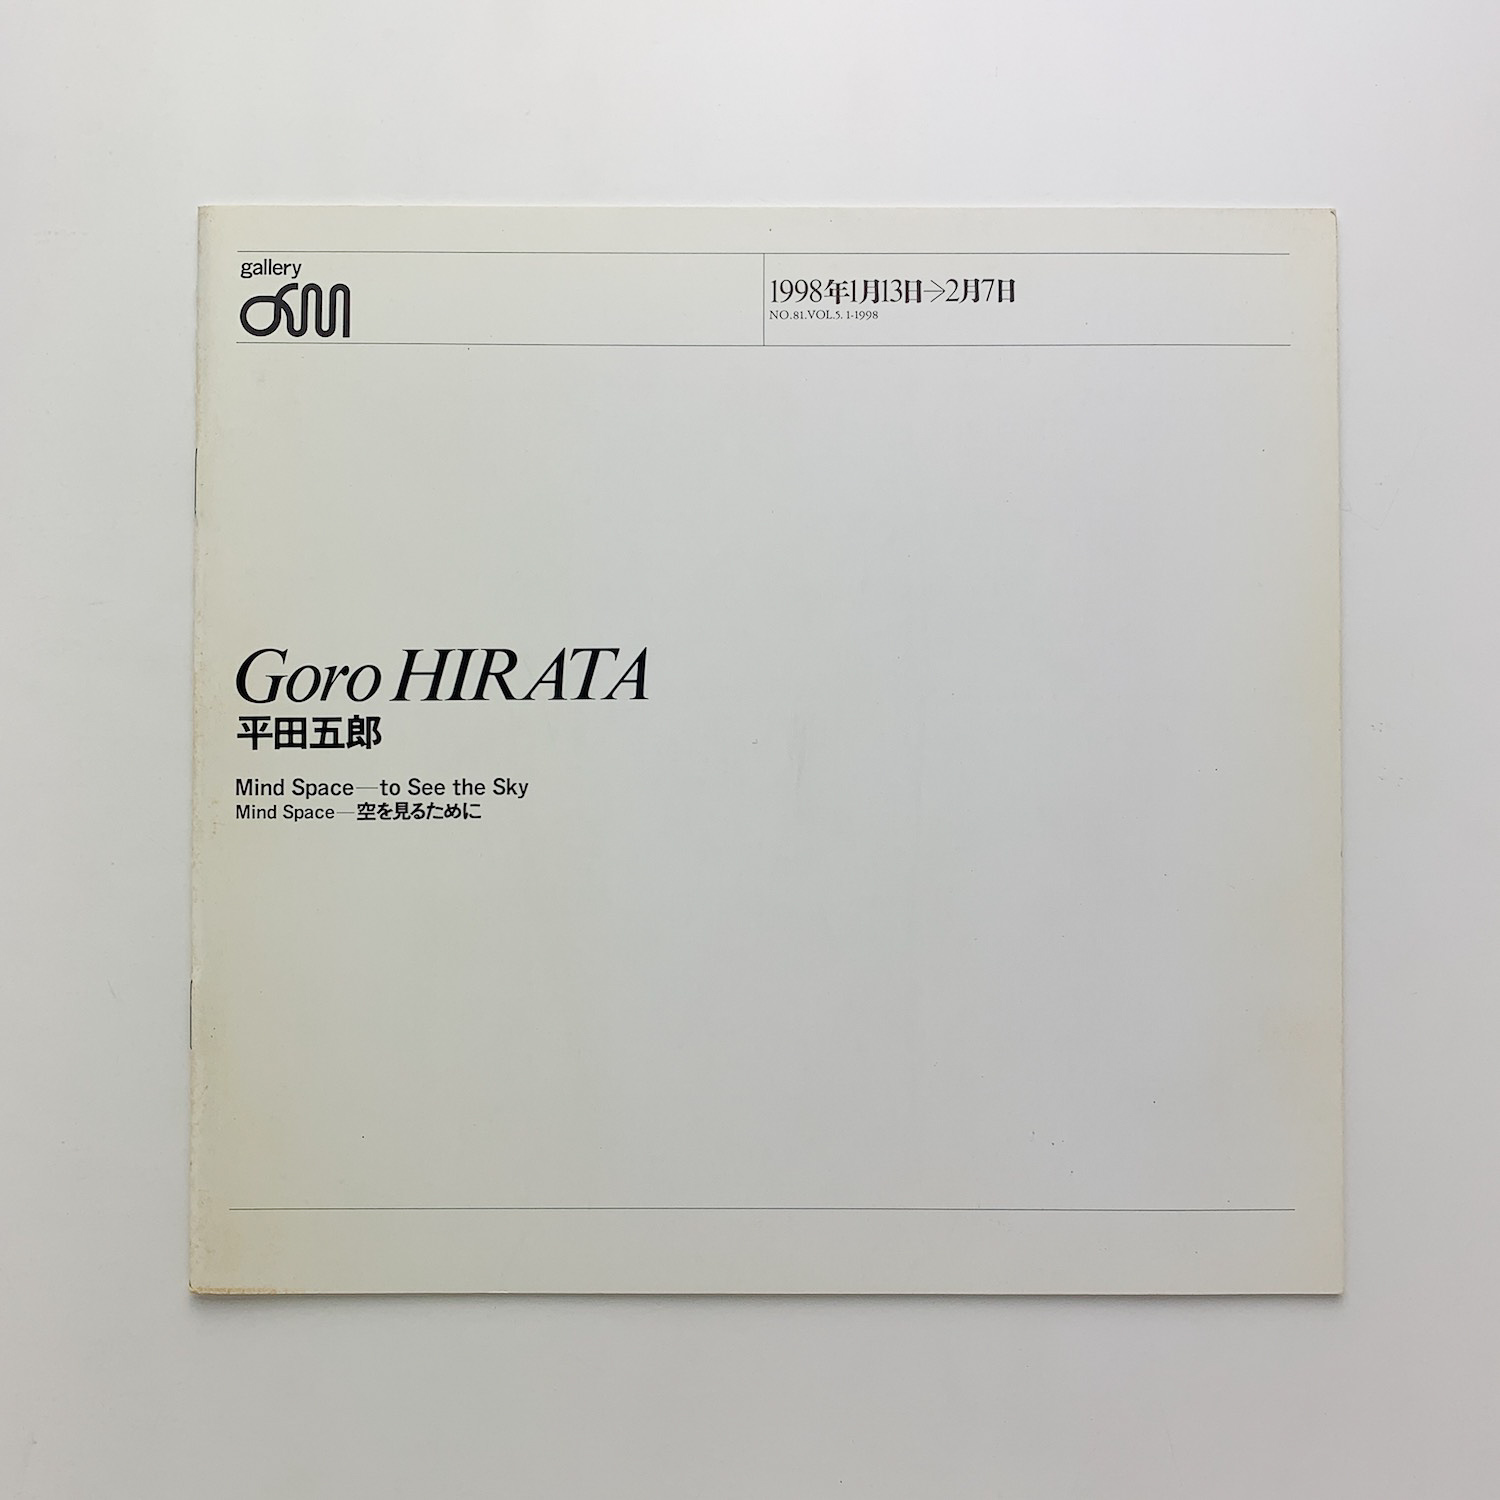 gallery
αM
1998年1月13日→2月7日
NO.81.VOL.5. 1-1998
Goro HIRATA
平田五郎
Mind Space—to See the Sky
Mind Space—空を見るために